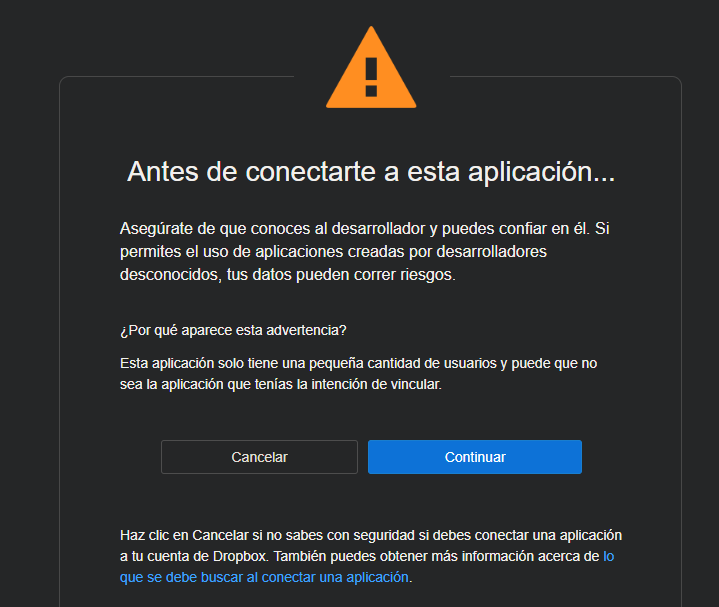 Antes de conectarte a esta aplicación...
Asegúrate de que conoces al desarrollador y puedes confiar en él. Si
permites el uso de aplicaciones creadas por desarrolladores
desconocidos, tus datos pueden correr riesgos.
¿Por qué aparece esta advertencia?
Esta aplicación solo tiene una pequeña cantidad de usuarios y puede que no
sea la aplicación que tenías la intención de vincular.
Cancelar
Continuar
Haz clic en Cancelar si no sabes con seguridad si debes conectar una aplicación
a tu cuenta de Dropbox. También puedes obtener más información acerca de lo
que se debe buscar al conectar una aplicación.